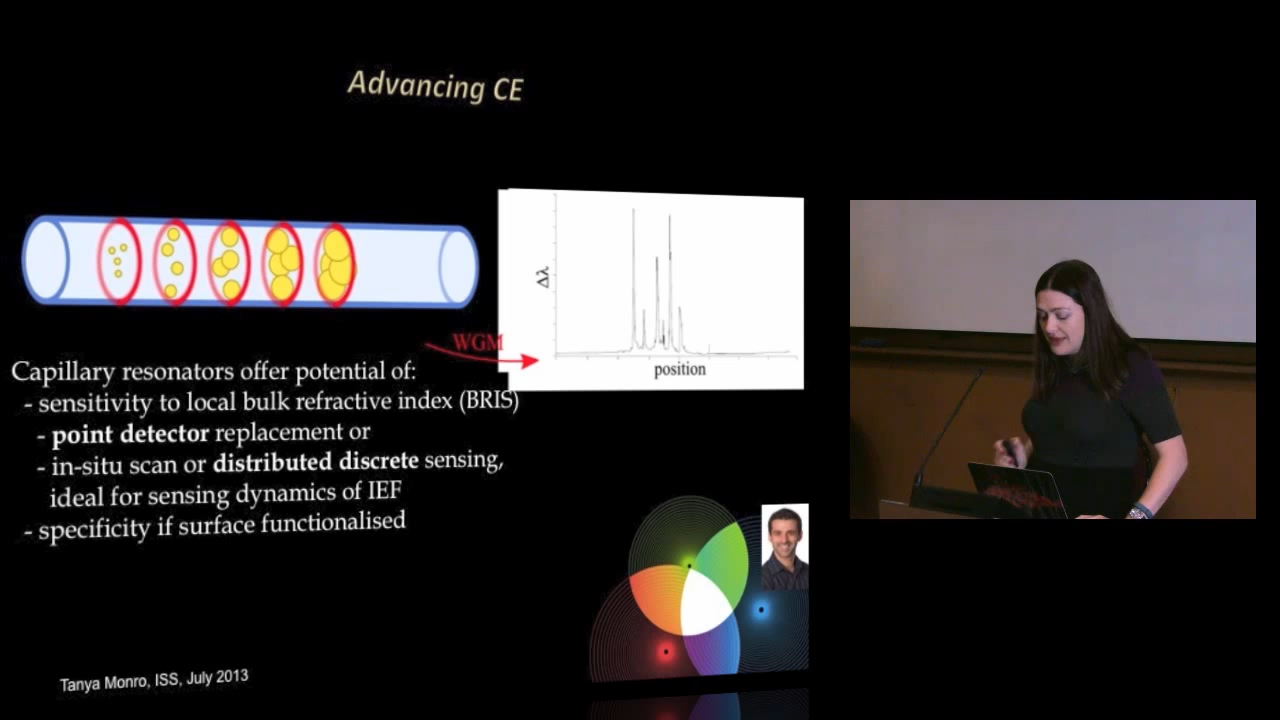 Advancing CE
Δλ
WGM
position
Capillary resonators offer potential of:
- sensitivity to local bulk refractive index (BRIS)
- point detector replacement or
- in-situ scan or distributed discrete sensing,
ideal for sensing dynamics of IEF
- specificity if surface functionalised
Tanya Monro, ISS, July 2013